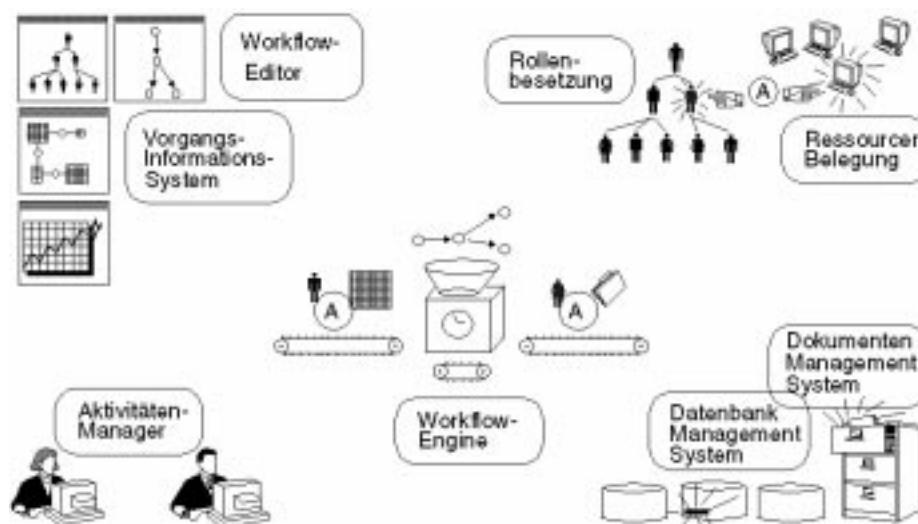 Workflow-
Editor
Vorgangs-
Informations-
System
Rollen-
besetzung
A
Ressourcen
Belegung
A
A
Workflow-
Engine
Aktivitäten-
Manager
Dokumenten
Management
System
Datenbank
Management
System